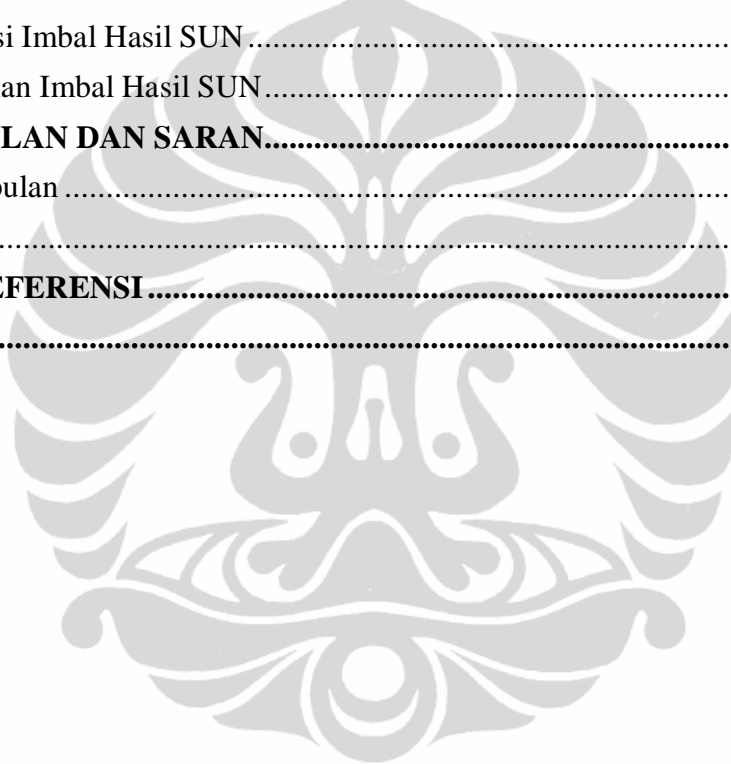 si Imbal Hasil SUN ................................................................
an Imbal Hasil SUN ................................................................
LAN DAN SARAN ................................................................
pulan ................................................................
................................................................
EFERENSI ................................................................
................................................................